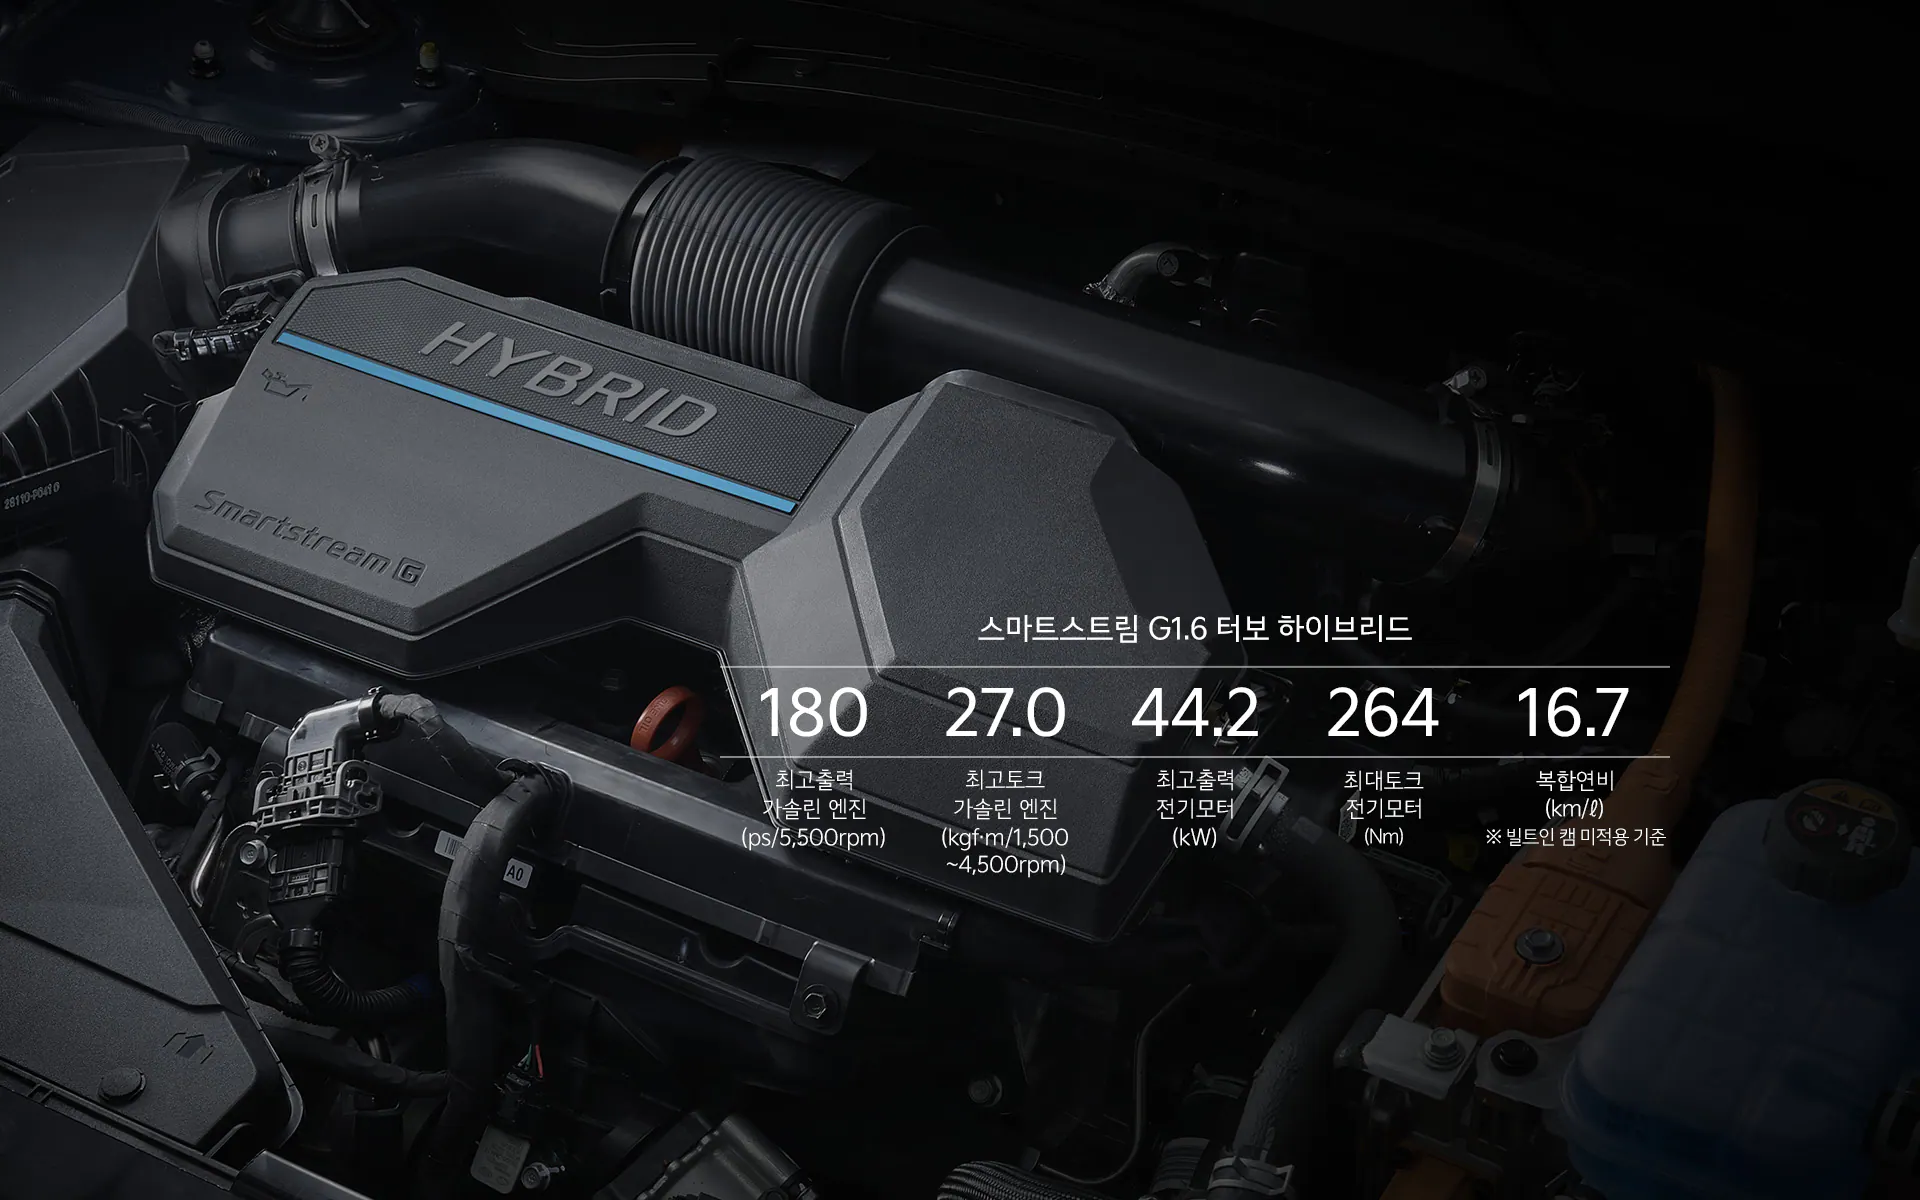 HYBRID
Smartstream G
28110-P0410
A0
스마트스트림 G1.6 터보 하이브리드
180 27.0 44.2 264 16.7
최고출력
가솔린 엔진
(ps/5,500rpm)
최고토크
가솔린 엔진
(kgf·m/1,500
~4,500rpm)
최고출력
전기모터
(kW)
최대토크
전기모터
(Nm)
복합연비
(km/ℓ)
※ 빌트인 캠 미적용 기준